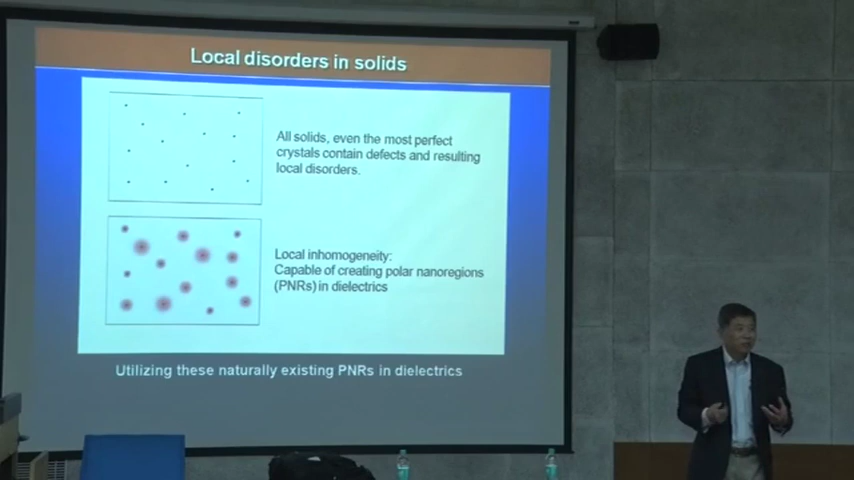 Local disorders in solids
All solids, even the most perfect
crystals contain defects and resulting
local disorders.
Local inhomogeneity:
Capable of creating polar nanoregions
(PNRs) in dielectrics
Utilizing these naturally existing PNRs in dielectrics